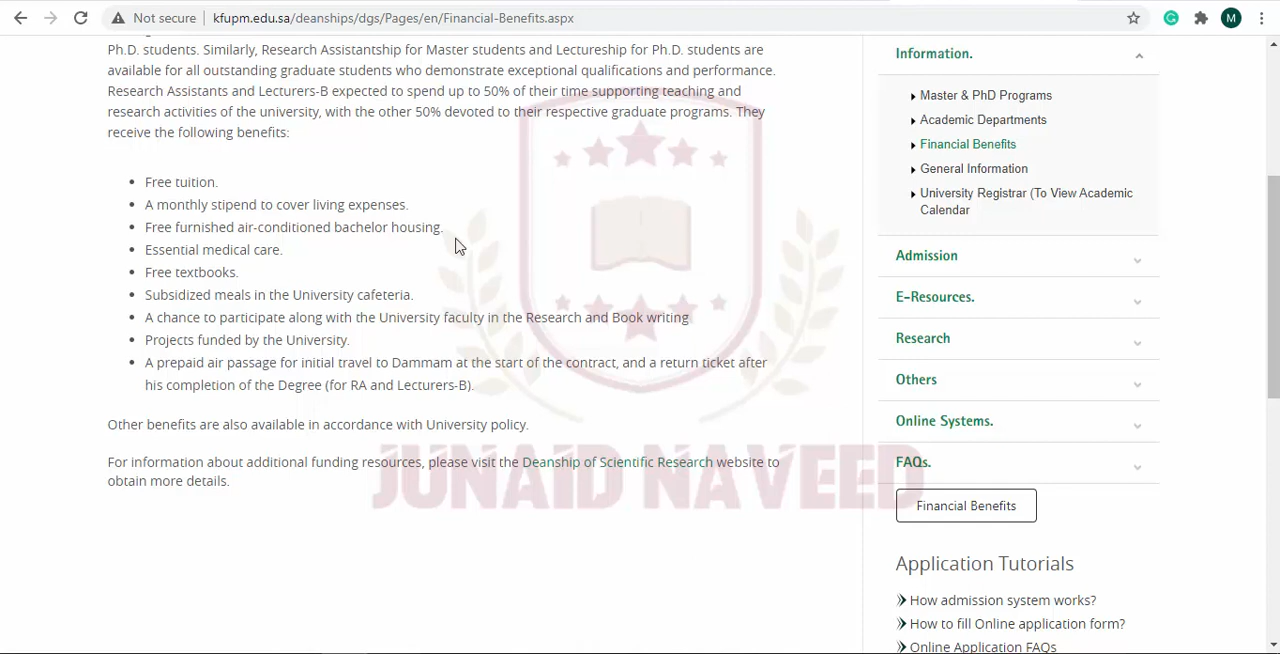 Not secure
kfupm.edu.sa/deanships/dgs/Pages/en/Financial-Benefits.aspx
M
Ph.D. students. Similarly, Research Assistantship for Master students and Lectureship for Ph.D. students are
available for all outstanding graduate students who demonstrate exceptional qualifications and performance.
Research Assistants and Lecturers-B expected to spend up to 50% of their time supporting teaching and
research activities of the university, with the other 50% devoted to their respective graduate programs. They
receive the following benefits:
Free tuition.
A monthly stipend to cover living expenses.
Free furnished air-conditioned bachelor housing.
Essential medical care.
Free textbooks.
Subsidized meals in the University cafeteria.
A chance to participate along with the University faculty in the Research and Book writing
Projects funded by the University.
A prepaid air passage for initial travel to Dammam at the start of the contract, and a return ticket after
his completion of the Degree (for RA and Lecturers-B).
Other benefits are also available in accordance with University policy.
For information about additional funding resources, please visit the Deanship of Scientific Research website to
obtain more details.
JUNAID NAVEED
Information.
Master & PhD Programs
Academic Departments
Financial Benefits
General Information
University Registrar (To View Academic
Calendar
Admission
E-Resources.
Research
Others
Online Systems.
FAQs.
Financial Benefits
Application Tutorials
How admission system works?
How to fill Online application form?
Online Application FAQs